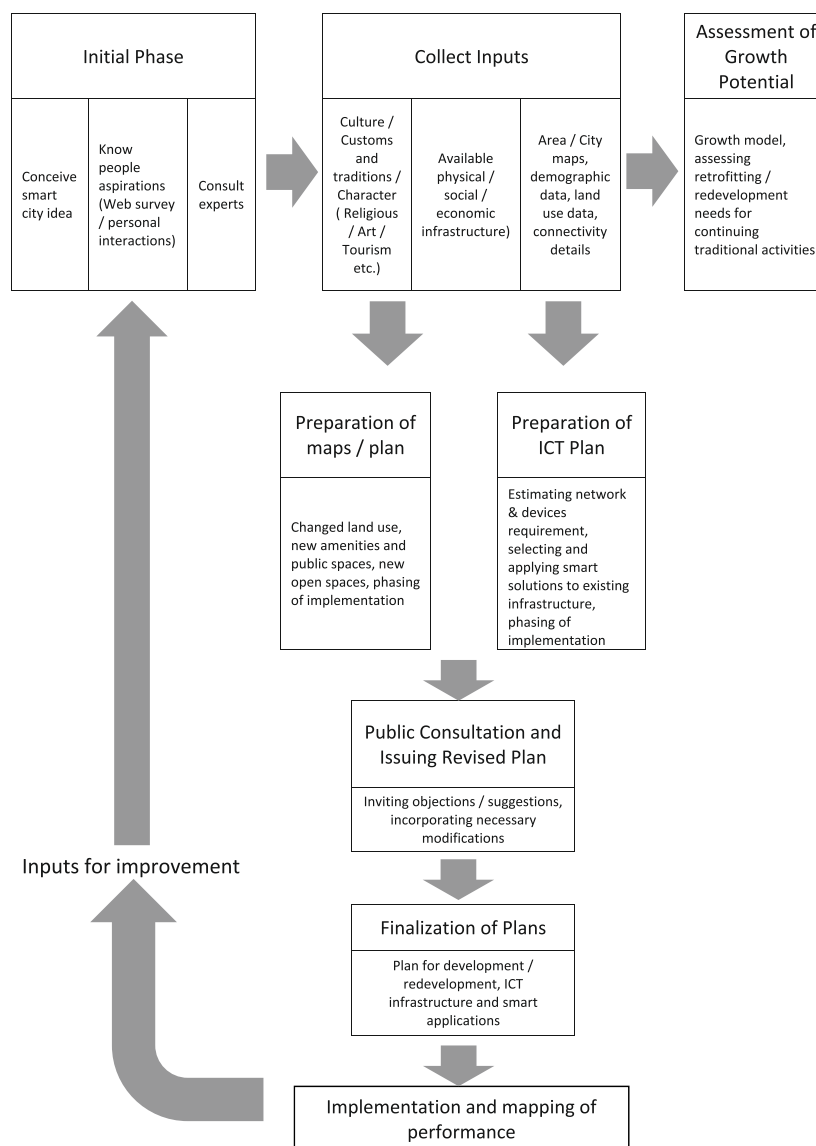 Initial Phase
Conceive
smart
city idea
Know
people
aspirations
(Web survey
/ personal
interactions)
Consult
experts
Collect Inputs
Culture /
Customs
and
traditions /
Character
( Religious
/ Art /
Tourism
etc.)
Available
physical /
social /
economic
infrastructure)
Area / City
maps,
demographic
data, land
use data,
connectivity
details
Assessment of
Growth
Potential
Growth model,
assessing
retrofitting /
redevelopment
needs for
continuing
traditional activities
Preparation of
maps / plan
Changed land use,
new amenities and
public spaces, new
open spaces, phasing
of implementation
Preparation of
ICT Plan
Estimating network
& devices
requirement,
selecting and
applying smart
solutions to existing
infrastructure,
phasing of
implementation
Public Consultation and
Issuing Revised Plan
Inviting objections / suggestions,
incorporating necessary
modifications
Inputs for improvement
Finalization of Plans
Plan for development /
redevelopment, ICT
infrastructure and smart
applications
Implementation and mapping of
performance